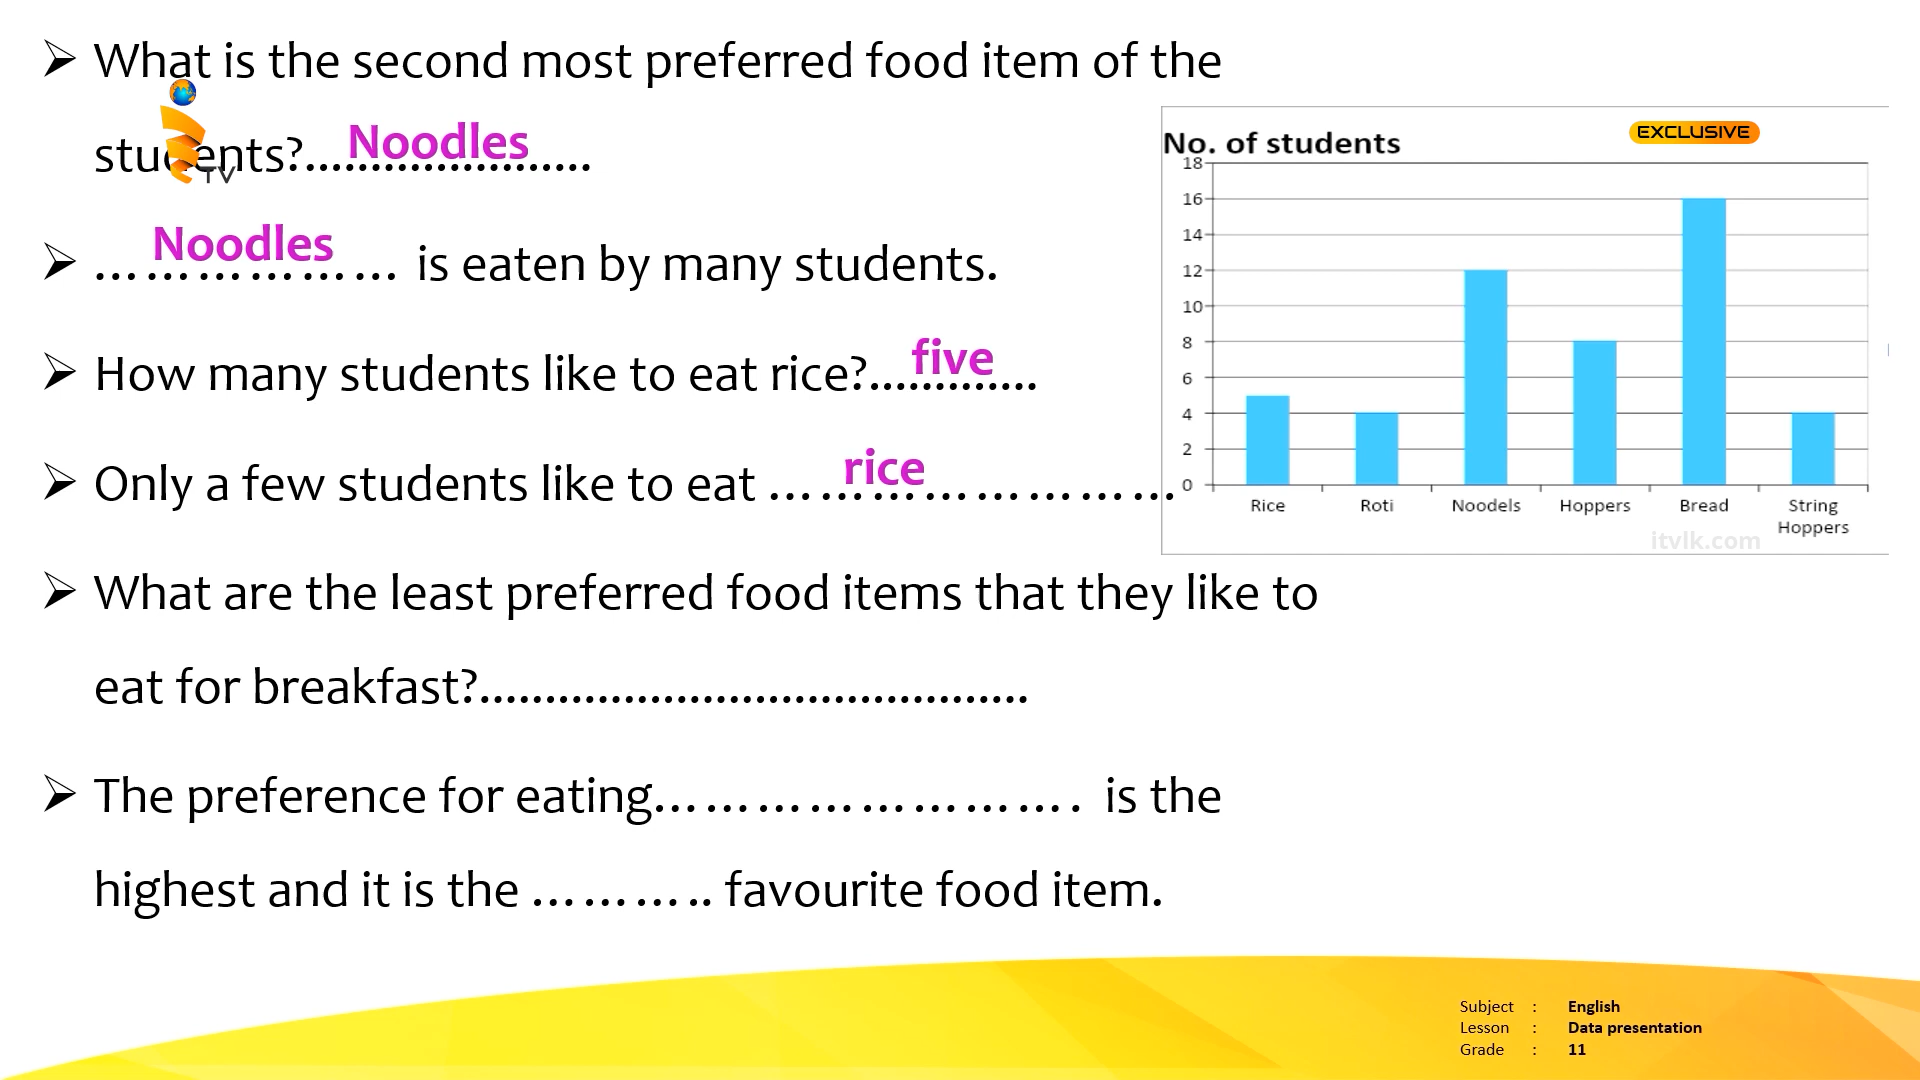 ➢ What is the second most preferred food item of the
students?...................... Noodles
➢ ……………… Noodles is eaten by many students.
➢ How many students like to eat rice?............. five
➢ Only a few students like to eat …………………… rice
➢ What are the least preferred food items that they like to
eat for breakfast?..........................................
➢ The preference for eating……………………. is the
highest and it is the ……….. favourite food item.
TV
No. of students
EXCLUSIVE
18
16
14
12
10
8
6
4
2
0
Rice Roti Noodels Hoppers Bread String
Hoppers
itvlk.com
Subject : English
Lesson : Data presentation
Grade : 11